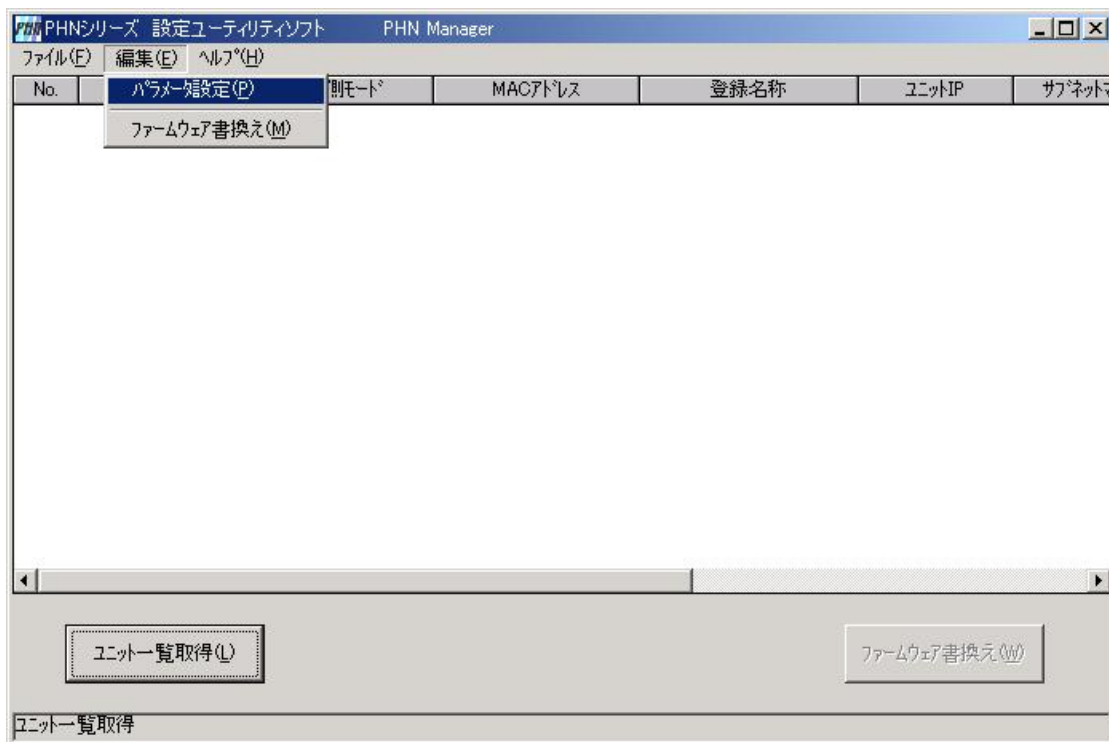 PHN PHNシリーズ 設定ユーティリティソフト PHN Manager
ファイル(F) 編集(E) ヘルプ(H)
No. 別モード MACアドレス 登録名称 ユニットIP サブネットマ
パラメータ設定(P)
ファームウェア書換え(M)
ユニット一覧取得(L) ファームウェア書換え(W)
ユニット一覧取得